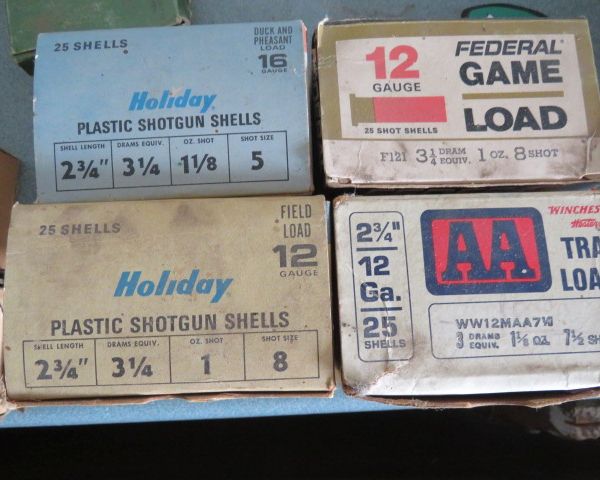 25 SHELLS
DUCK AND
PHEASANT
LOAD
16
GAUGE
Holiday
PLASTIC SHOTGUN SHELLS
SHELL LENGTH DRAMS EQUIV. OZ. SHOT SHOT SIZE
2¾" 3¼ 1⅛ 5
12
GAUGE
25 SHOT SHELLS
FEDERAL®
GAME
LOAD
F121 3¼ DRAM EQUIV. 1 OZ. 8 SHOT
25 SHELLS
FIELD
LOAD
12
GAUGE
Holiday
PLASTIC SHOTGUN SHELLS
SHELL LENGTH DRAMS EQUIV. OZ. SHOT SHOT SIZE
2¾" 3¼ 1 8
2¾"
12
Ga.
25
SHELLS
AA
WINCHES
Weste
TRA
LOA
WW12MAA7½
3 DRAMS EQUIV. 1⅛ OZ. 7½ SH